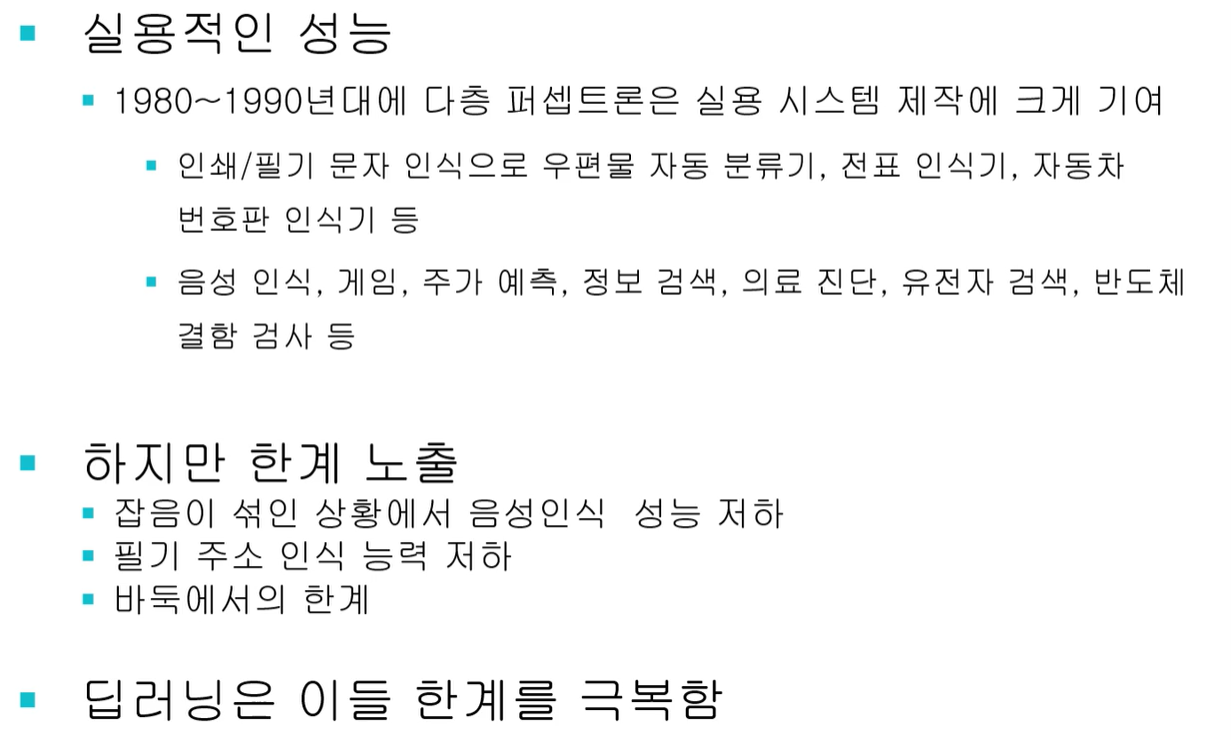 실용적인 성능
1980~1990년대에 다층 퍼셉트론은 실용 시스템 제작에 크게 기여
인쇄/필기 문자 인식으로 우편물 자동 분류기, 전표 인식기, 자동차
번호판 인식기 등
음성 인식, 게임, 주가 예측, 정보 검색, 의료 진단, 유전자 검색, 반도체
결함 검사 등
하지만 한계 노출
잡음이 섞인 상황에서 음성인식  성능 저하
필기 주소 인식 능력 저하
바둑에서의 한계
딥러닝은 이들 한계를 극복함